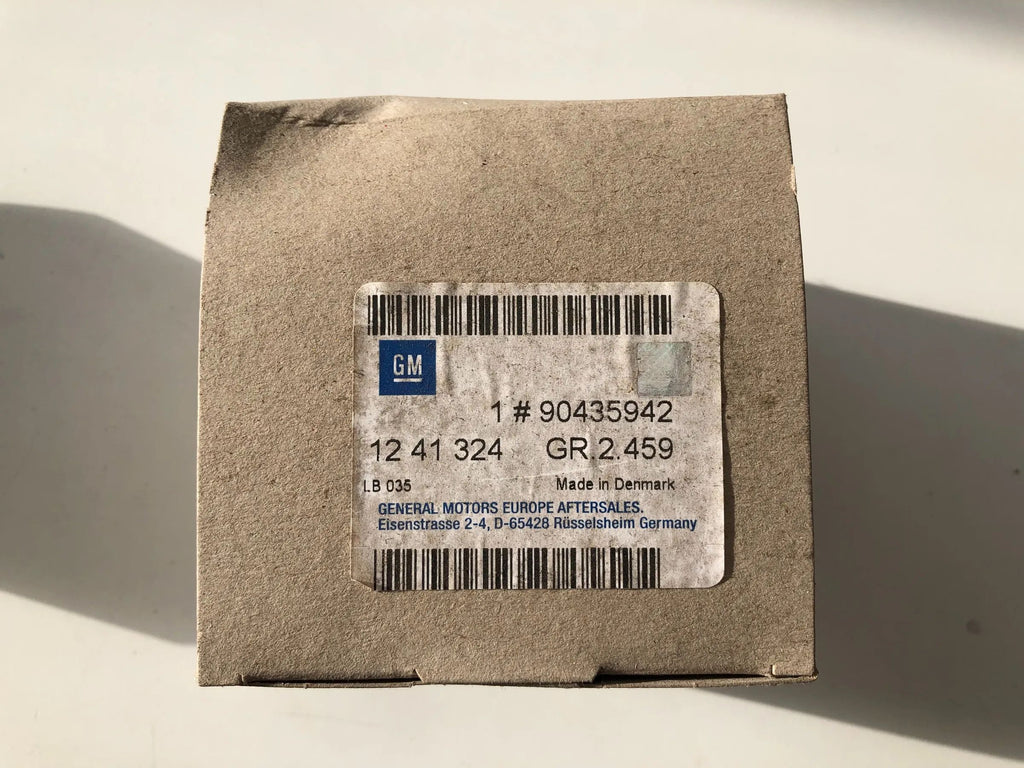 GM
1 # 90435942
12 41 324 GR.2.459
LB 035 Made in Denmark
GENERAL MOTORS EUROPE AFTERSALES.
Eisenstrasse 2-4, D-65428 Rüsselsheim Germany